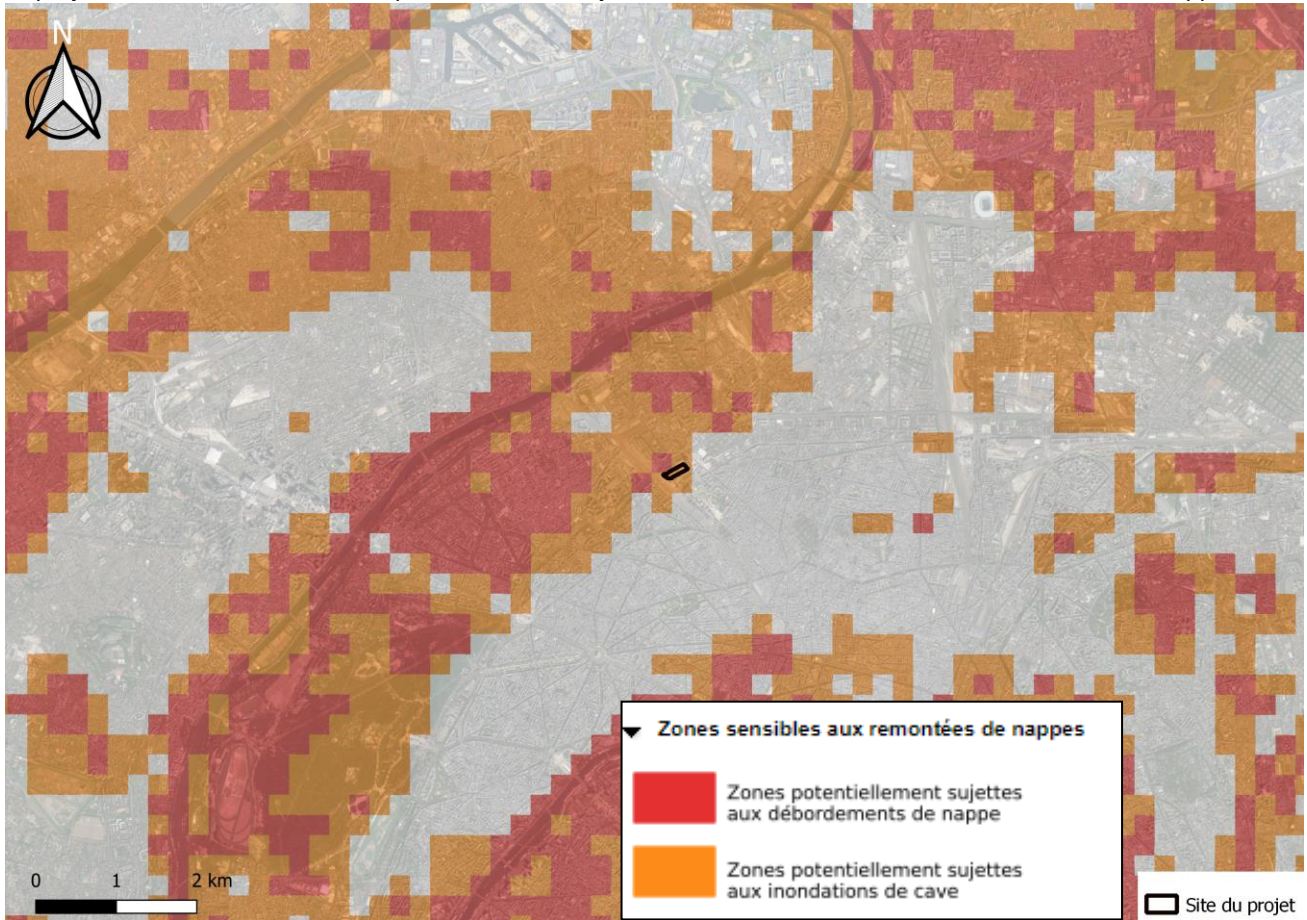 N
Zones sensibles aux remontées de nappes
Zones potentiellement sujettes
aux débordements de nappe
Zones potentiellement sujettes
aux inondations de cave
0 1 2 km
Site du projet